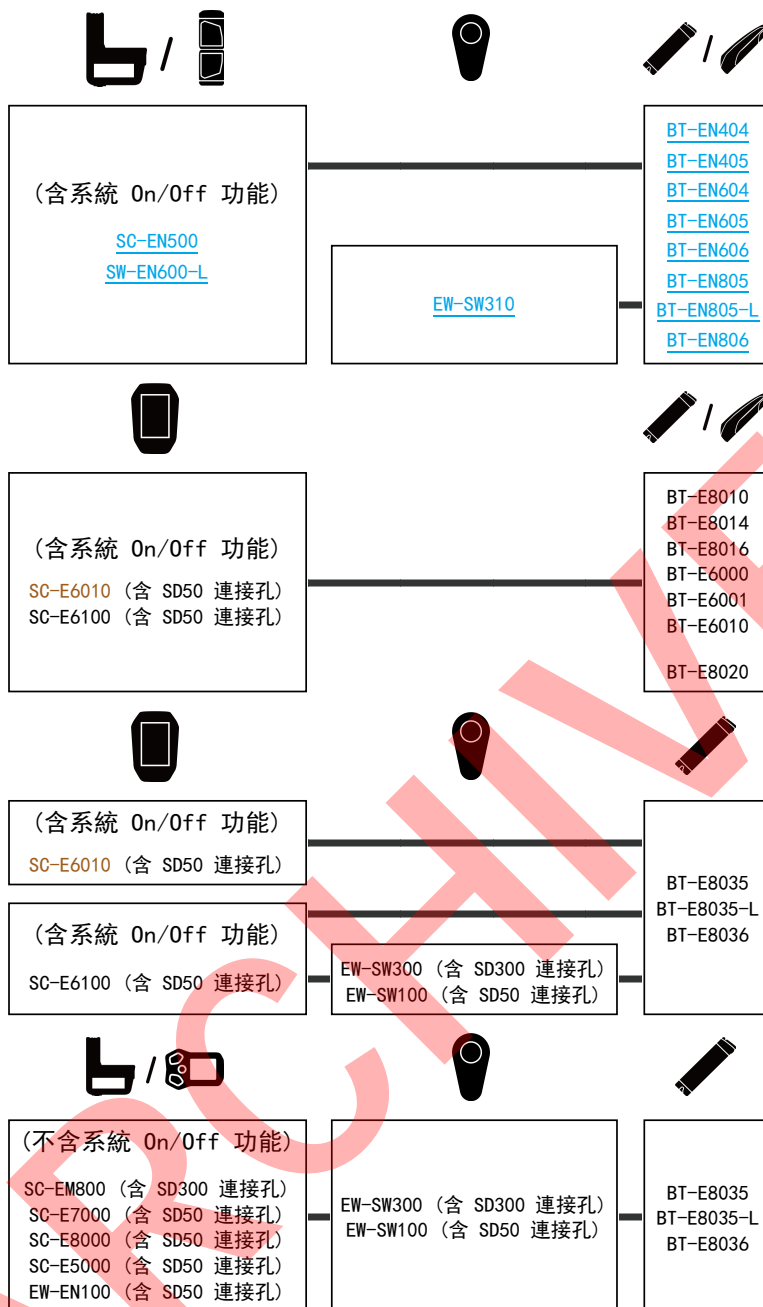 (含系統 On/Off 功能)
SC-EN500
SW-EN600-L
EW-SW310
BT-EN404
BT-EN405
BT-EN604
BT-EN605
BT-EN606
BT-EN805
BT-EN805-L
BT-EN806
(含系統 On/Off 功能)
SC-E6010 (含 SD50 連接孔)
SC-E6100 (含 SD50 連接孔)
BT-E8010
BT-E8014
BT-E8016
BT-E6000
BT-E6001
BT-E6010
BT-E8020
(含系統 On/Off 功能)
SC-E6010 (含 SD50 連接孔)
(含系統 On/Off 功能)
SC-E6100 (含 SD50 連接孔)
EW-SW300 (含 SD300 連接孔)
EW-SW100 (含 SD50 連接孔)
BT-E8035
BT-E8035-L
BT-E8036
(不含系統 On/Off 功能)
SC-EM800 (含 SD300 連接孔)
SC-E7000 (含 SD50 連接孔)
SC-E8000 (含 SD50 連接孔)
SC-E5000 (含 SD50 連接孔)
EW-EN100 (含 SD50 連接孔)
EW-SW300 (含 SD300 連接孔)
EW-SW100 (含 SD50 連接孔)
BT-E8035
BT-E8035-L
BT-E8036
RCHIV